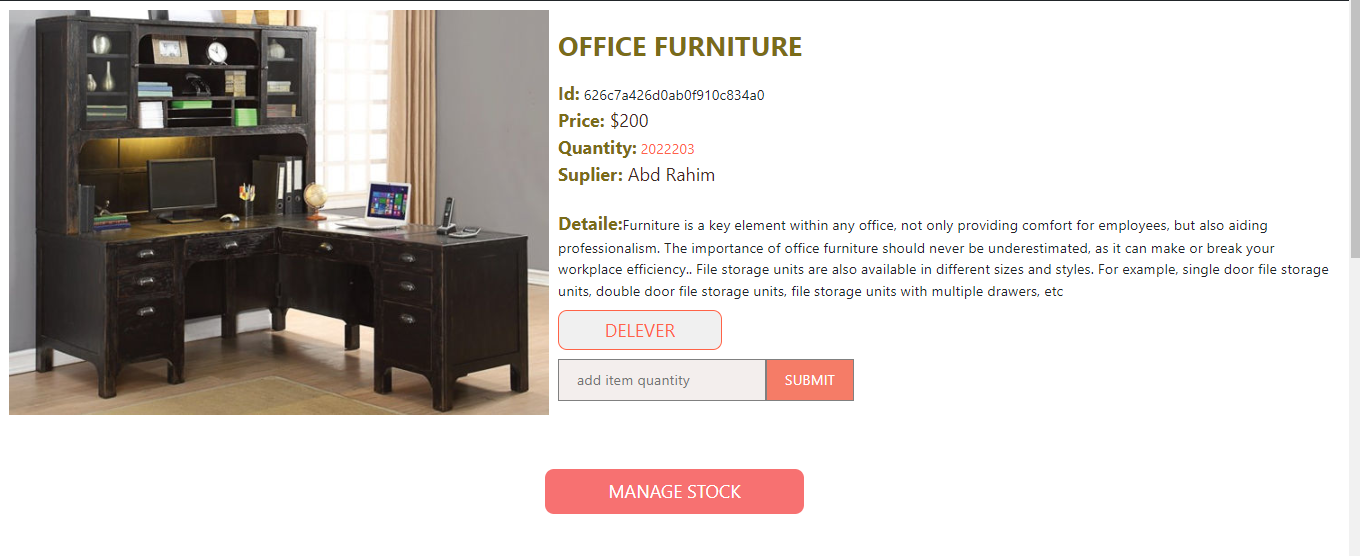 OFFICE FURNITURE
Id: 626c7a426d0ab0f910c834a0
Price: $200
Quantity: 2022203
Suplier: Abd Rahim
Detaile:Furniture is a key element within any office, not only providing comfort for employees, but also aiding
professionalism. The importance of office furniture should never be underestimated, as it can make or break your
workplace efficiency.. File storage units are also available in different sizes and styles. For example, single door file storage
units, double door file storage units, file storage units with multiple drawers, etc
DELEVER
add item quantity SUBMIT
MANAGE STOCK